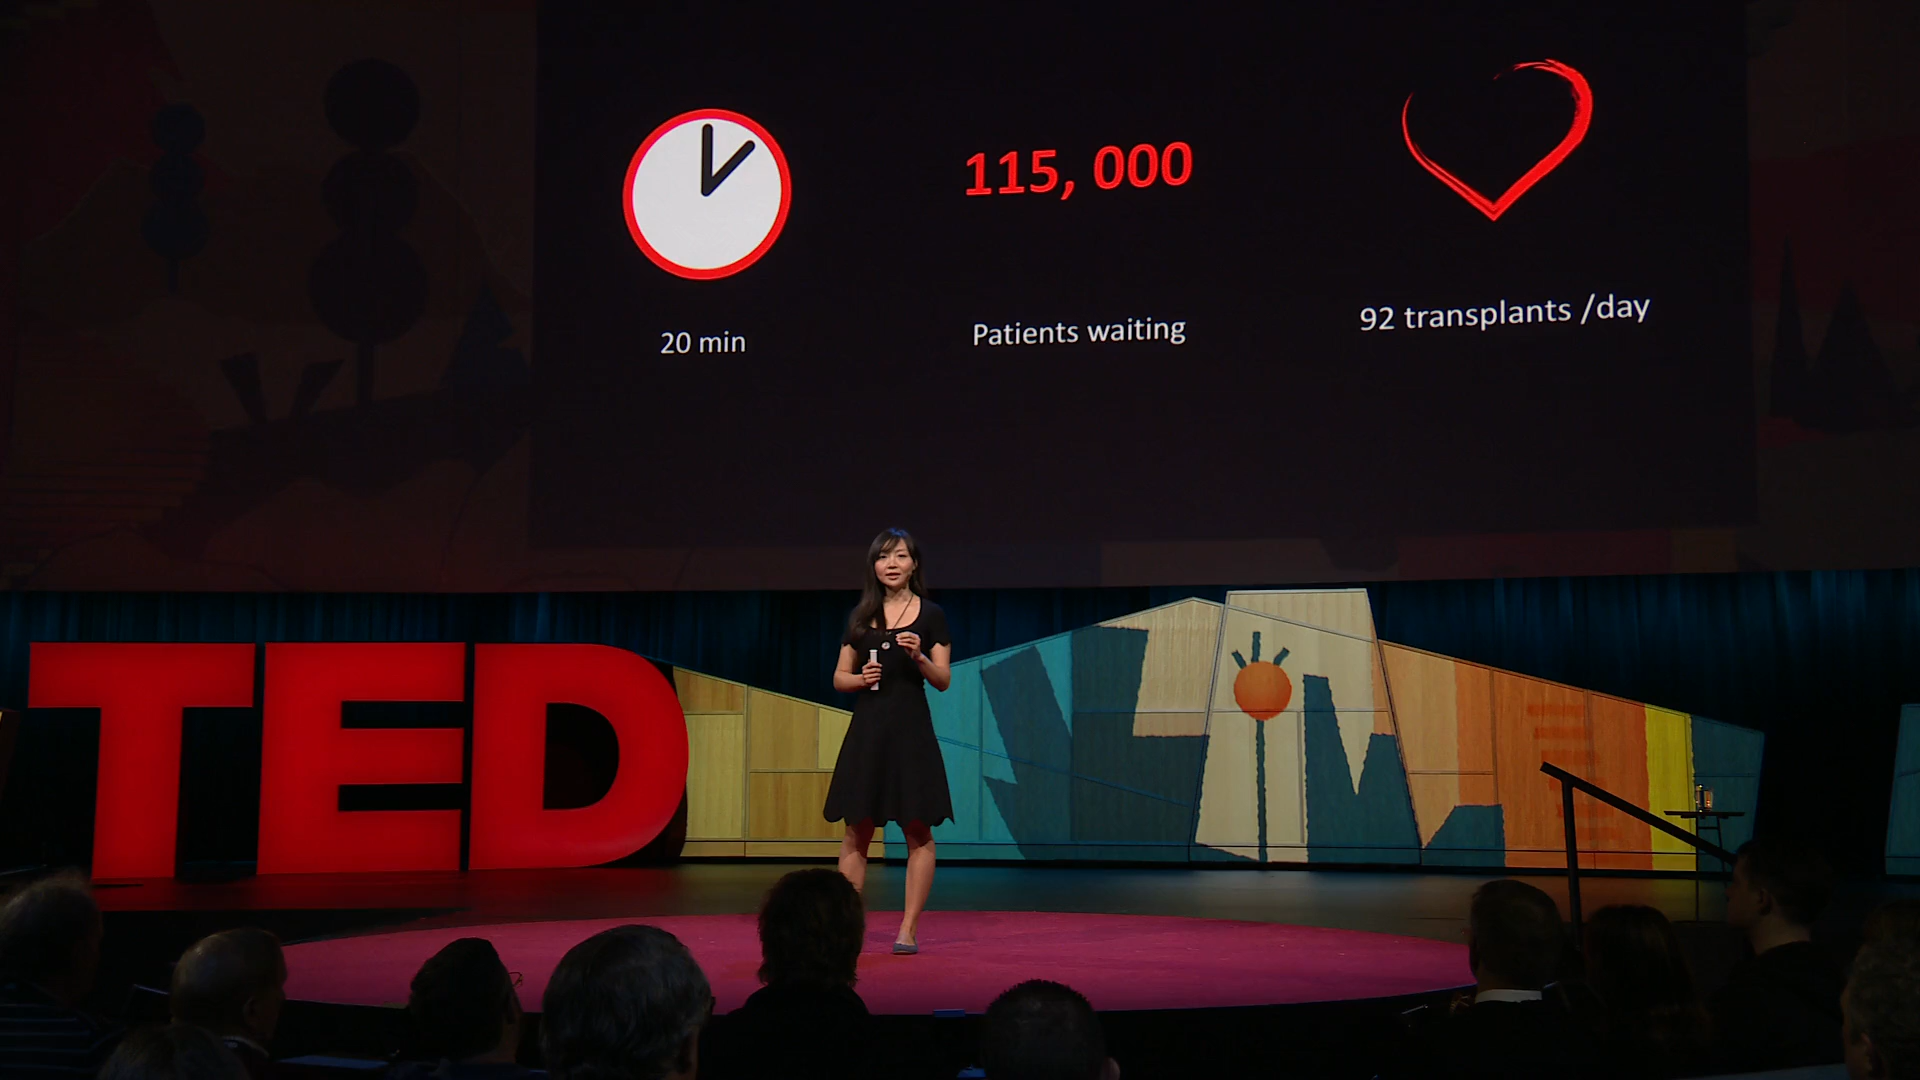 115, 000
20 min
Patients waiting
92 transplants /day
TED